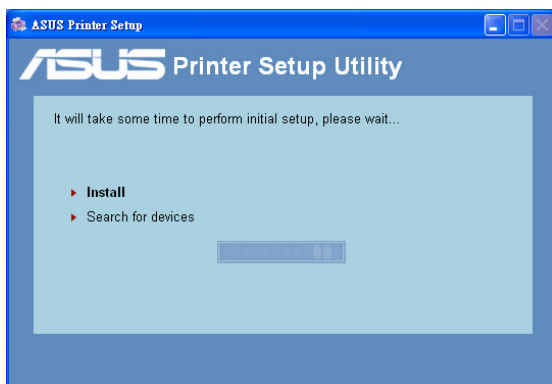 ASUS Printer Setup
ASUS Printer Setup Utility
It will take some time to perform initial setup, please wait...
Install
Search for devices